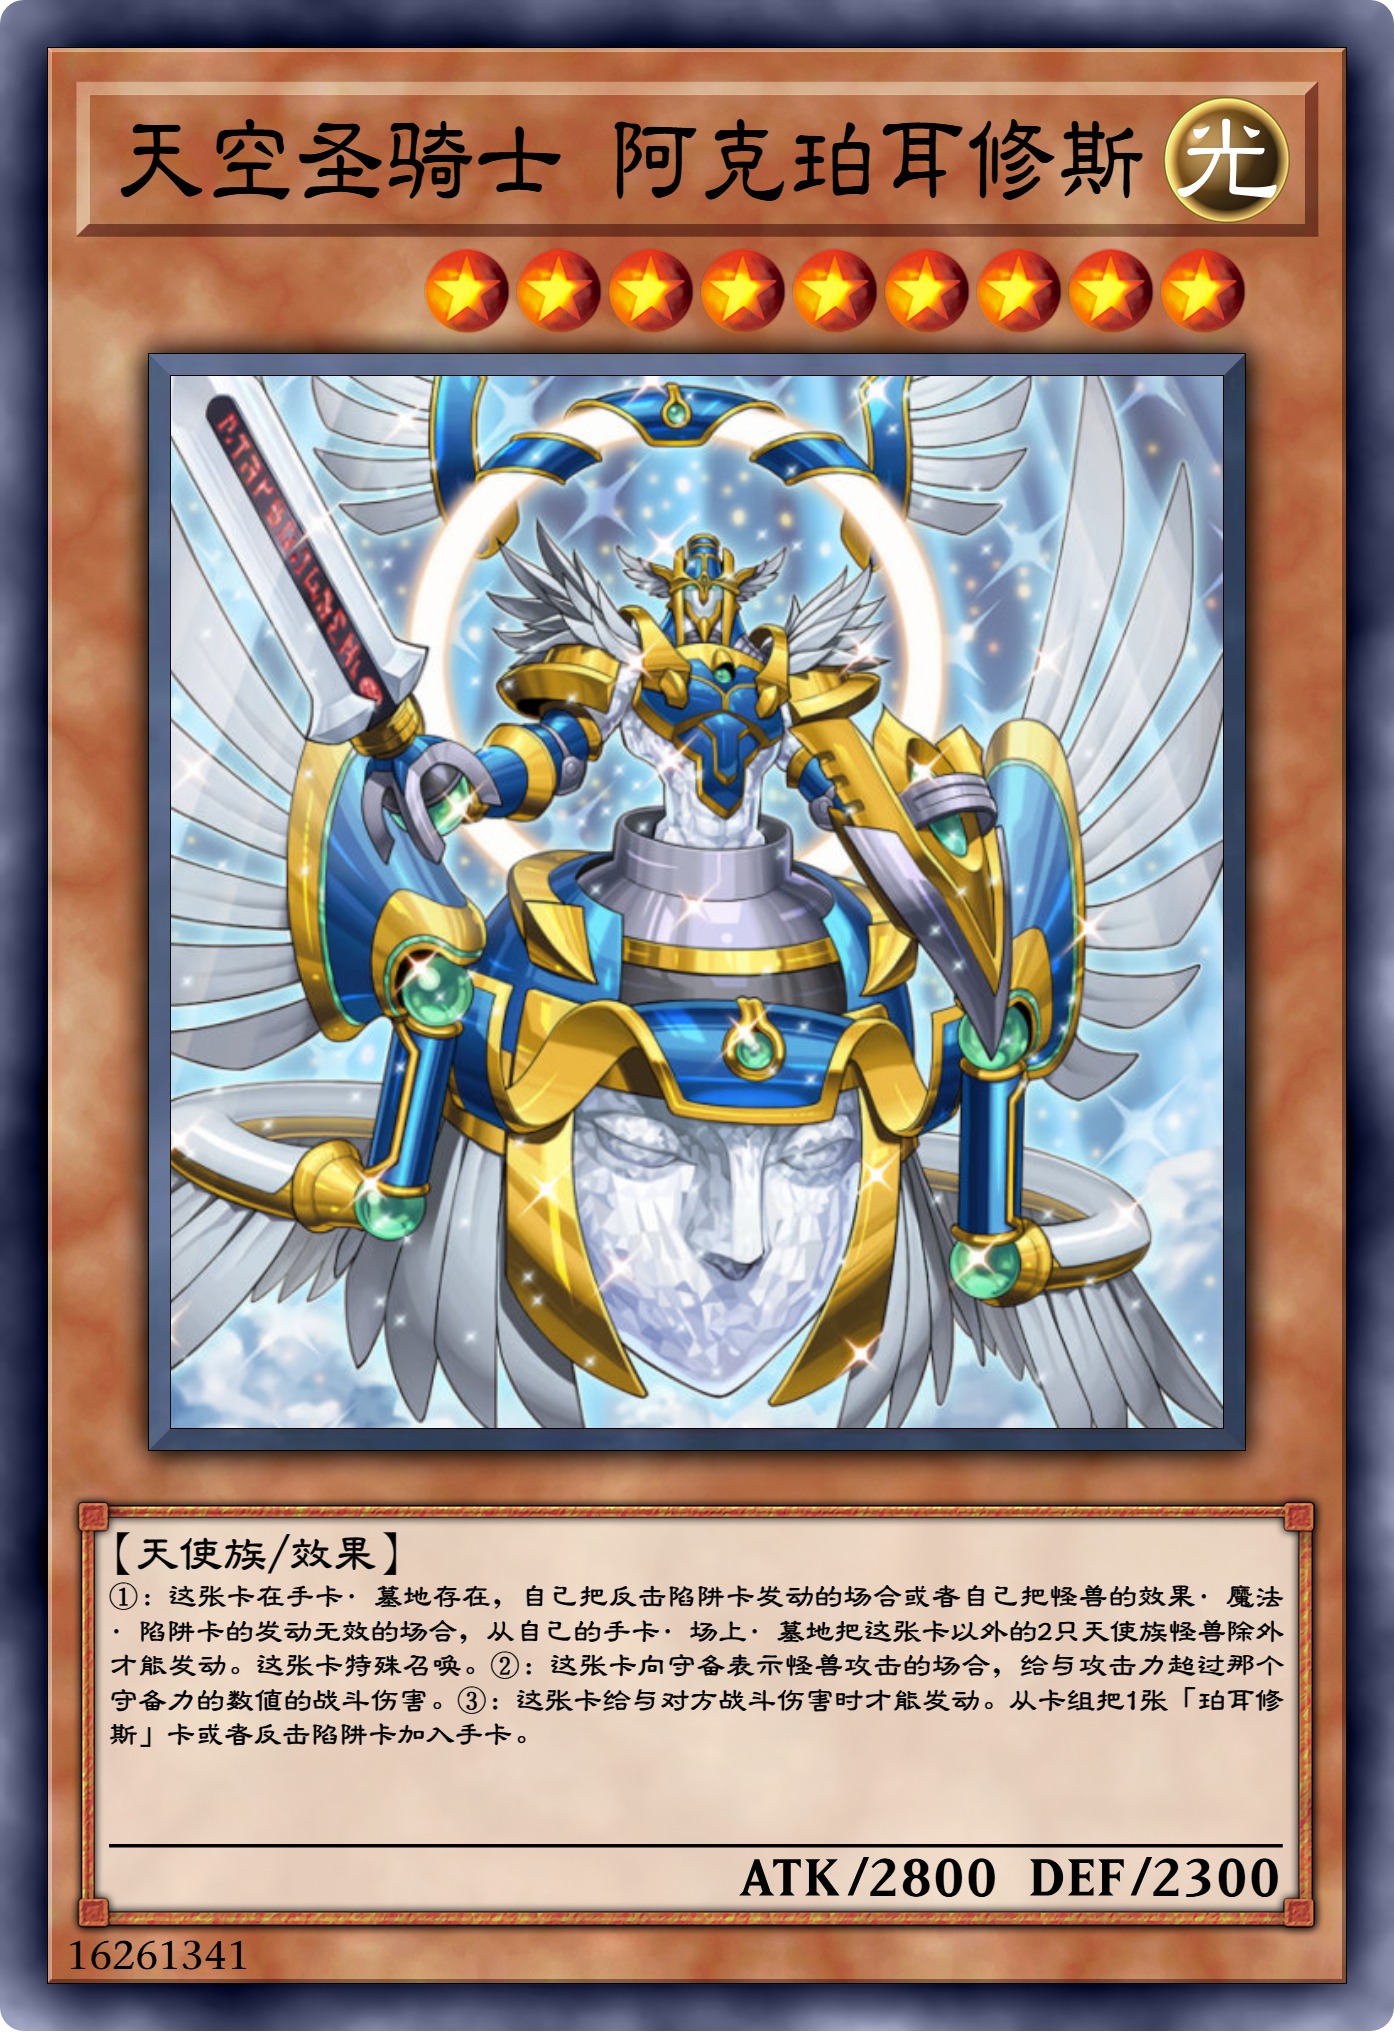 天空圣骑士 阿克珀耳修斯 光
【天使族/效果】
①：这张卡在手卡·墓地存在，自己把反击陷阱卡发动的场合或者自己把怪兽的效果·魔法
·陷阱卡的发动无效的场合，从自己的手卡·场上·墓地把这张卡以外的2只天使族怪兽除外
才能发动。这张卡特殊召唤。②：这张卡向守备表示怪兽攻击的场合，给与攻击力超过那个
守备力的数值的战斗伤害。③：这张卡给与对方战斗伤害时才能发动。从卡组把1张「珀耳修
斯」卡或者反击陷阱卡加入手卡。
ATK/2800 DEF/2300
16261341